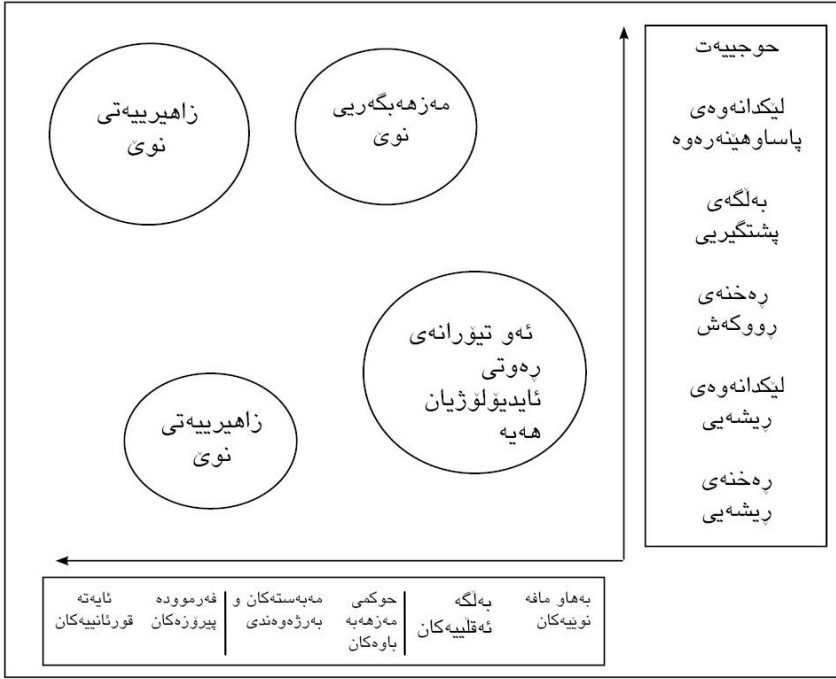 حوجییەت
لێکدانەوەی
پاساوهێنەرەوە
بەڵگەی
پشتگیریی
ڕەخنەی
ڕووکەش
لێکدانەوەی
ڕیشەیی
ڕەخنەی
ڕیشەیی
مەزهەبگەریی
نوێ
زاهیرییەتی
نوێ
ئەو تیۆرانەی
ڕەوتی
ئایدیۆلۆژیان
هەیە
زاهیرییەتی
نوێ
بەهاو مافە
نوێیەکان
بەڵگە
ئەقڵییەکان
حوکمی
مەزهەبە
باوەکان
مەبەستەکان و
بەرژەوەندی
فەرموودە
پیرۆزەکان
ئایەتە
قورئانییەکان